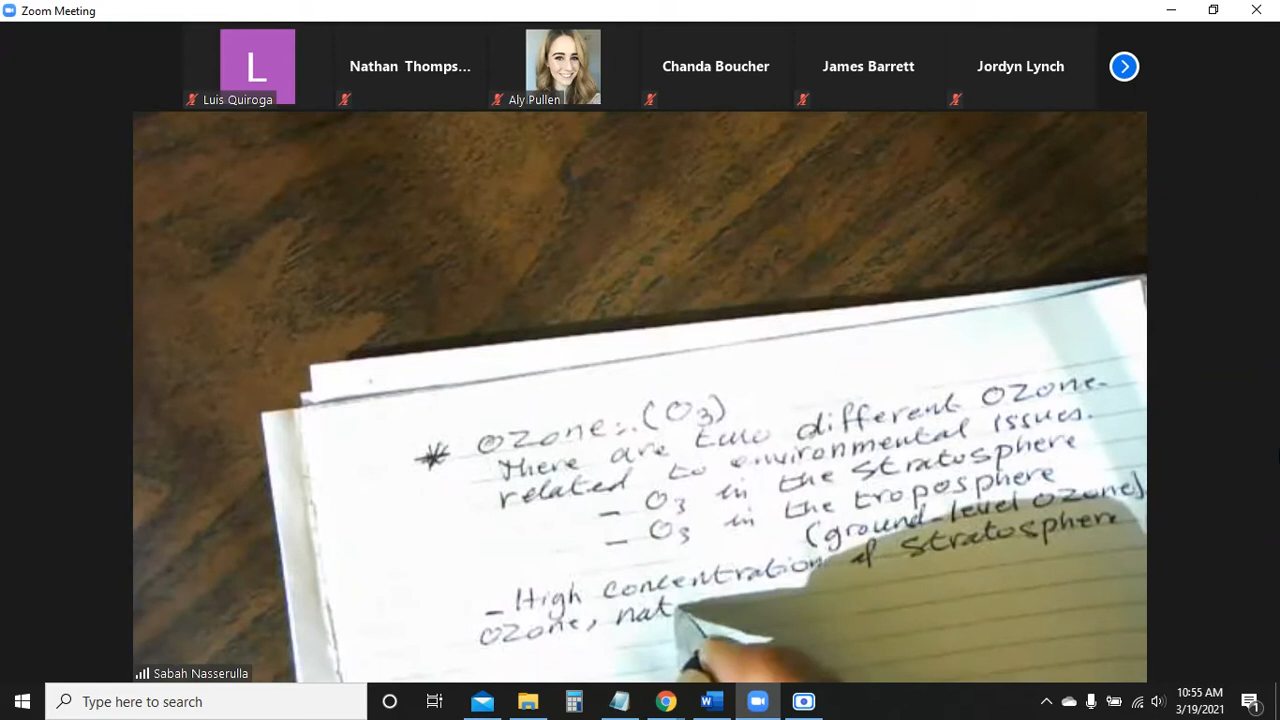 Zoom Meeting
L
Luis Quiroga
Nathan Thomps...
Aly Pullen
Chanda Boucher
James Barrett
Jordyn Lynch
* Ozone:. (O3)
There are two different Ozone.
related to environmental issues.
- O3 in the stratosphere
- O3 in the troposphere
(ground-level Ozone)
- High concentration of stratosphere
Ozone, nat
Sabah Nasserulla
Type here to search
10:55 AM
3/19/2021
1